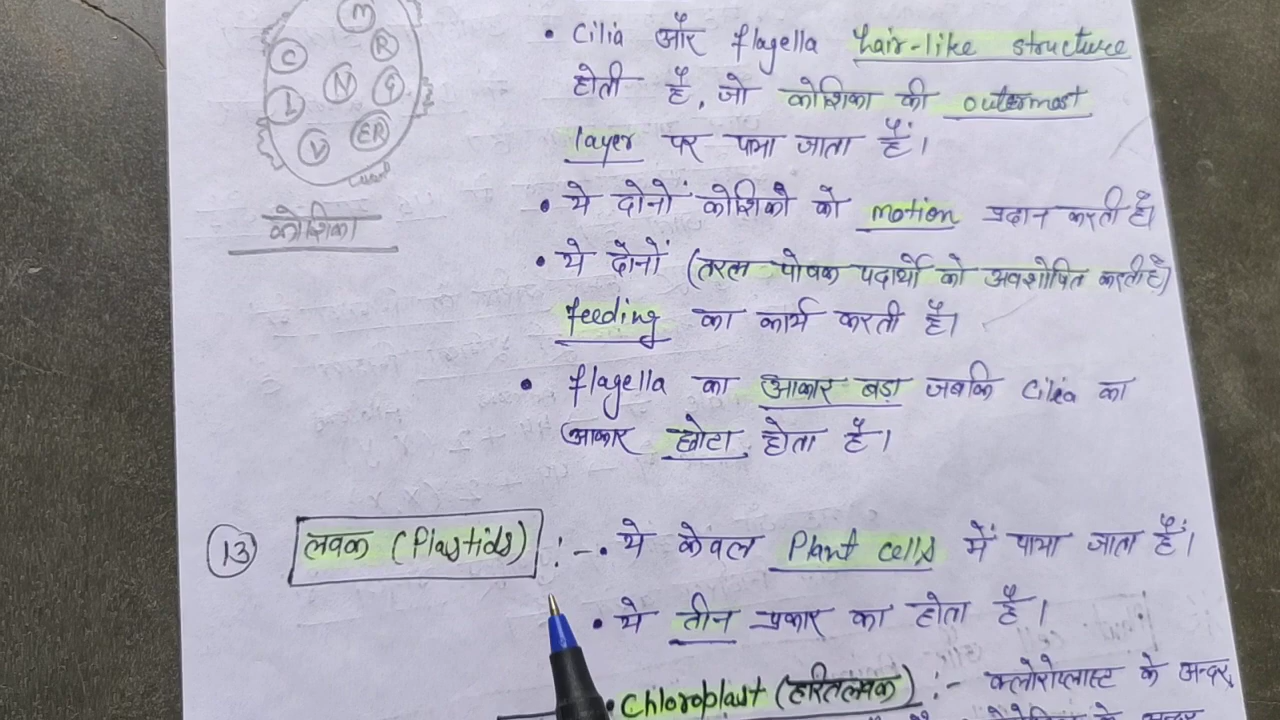 m
C
R
N
G
L
V
ER
कोशिका
• Cilia और flagella hair-like structure
होती है, जो कोशिका की outermost
layer पर पाया जाता हैं।
• ये दोनों कोशिको को motion प्रदान करती है।
• ये दोनों (तरल पोषक पदार्थो को अवशोषित करती है)
feeding का कार्य करती है।
• flagella का आकार बड़ा जबकि Cilia का
आकार छोटा होता है।
13 लवक (Plastids) :- • ये केवल Plant cells में पाया जाता हैं।
• ये तीन प्रकार का होता है।
• Chloroplast (हरितलवक) :- क्लोरोप्लास्ट के अन्दर,